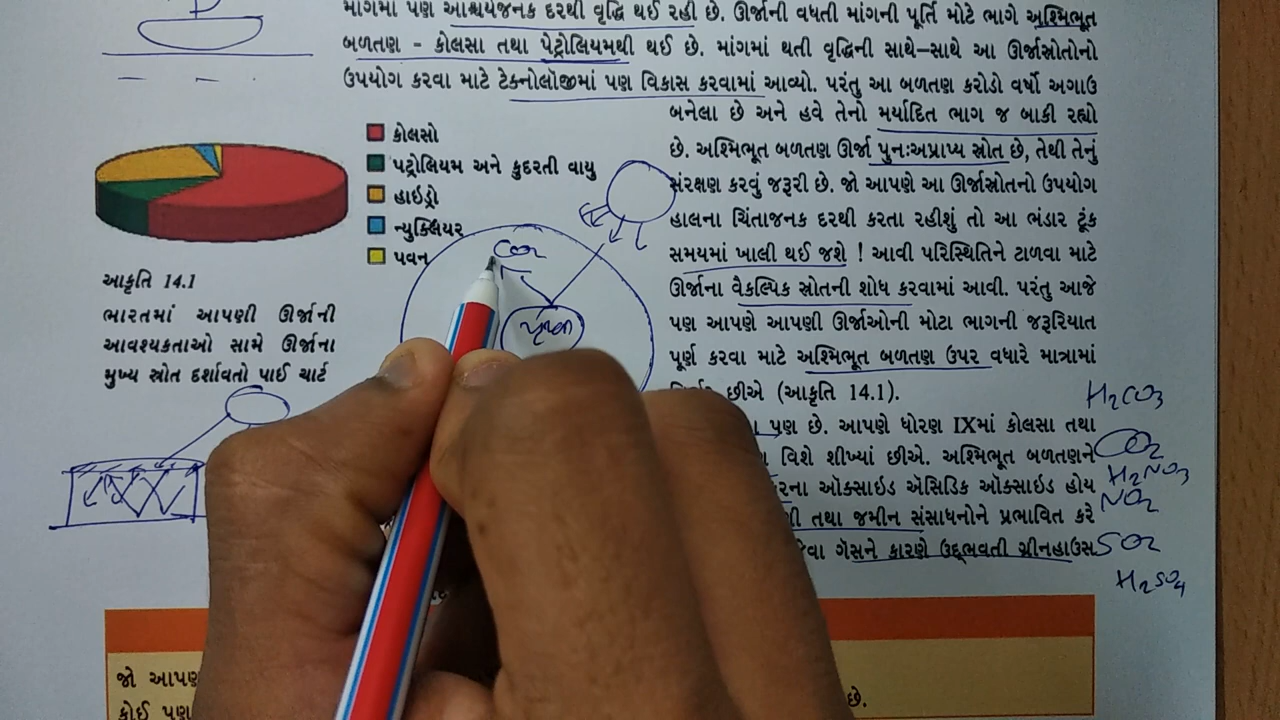 માંગમાં પણ આશ્ચર્યજનક દરથી વૃદ્ધિ થઈ રહી છે. ઊર્જાની વધતી માંગની પૂર્તિ મોટે ભાગે અશ્મિભૂત
બળતણ – કોલસા તથા પેટ્રોલિયમથી થઈ છે. માંગમાં થતી વૃદ્ધિની સાથે-સાથે આ ઊર્જાસ્રોતોનો
ઉપયોગ કરવા માટે ટેક્નોલૉજીમાં પણ વિકાસ કરવામાં આવ્યો. પરંતુ આ બળતણ કરોડો વર્ષો અગાઉ
બનેલા છે અને હવે તેનો મર્યાદિત ભાગ જ બાકી રહ્યો
છે. અશ્મિભૂત બળતણ ઊર્જા પુનઃઅપ્રાપ્ય સ્રોત છે, તેથી તેનું
સંરક્ષણ કરવું જરૂરી છે. જો આપણે આ ઊર્જાસ્રોતનો ઉપયોગ
હાલના ચિંતાજનક દરથી કરતા રહીશું તો આ ભંડાર ટૂંક
સમયમાં ખાલી થઈ જશે ! આવી પરિસ્થિતિને ટાળવા માટે
ઊર્જાના વૈકલ્પિક સ્રોતની શોધ કરવામાં આવી. પરંતુ આજે
પણ આપણે આપણી ઊર્જાઓની મોટા ભાગની જરૂરિયાત
પૂર્ણ કરવા માટે અશ્મિભૂત બળતણ ઉપર વધારે માત્રામાં
છીએ (આકૃતિ 14.1).
પણ છે. આપણે ધોરણ IXમાં કોલસા તથા
વિશે શીખ્યાં છીએ. અશ્મિભૂત બળતણને
ઑક્સાઇડ ઍસિડિક ઑક્સાઇડ હોય
તથા જમીન સંસાધનોને પ્રભાવિત કરે
ગૅસને કારણે ઉદ્ભવતી ગ્રીનહાઉસ
કોલસો
પટ્રોલિયમ અને કુદરતી વાયુ
હાઇડ્રો
ન્યુક્લિયર
પવન
આકૃતિ 14.1
ભારતમાં આપણી ઊર્જાની
આવશ્યકતાઓ સામે ઊર્જાના
મુખ્ય સ્રોત દર્શાવતો પાઈ ચાર્ટ
CO2
પૃથ્વી
H2CO3
CO2
H2NO3
NO2
SO2
H2SO4
જો આપણ
કોઈ પણ
છે.